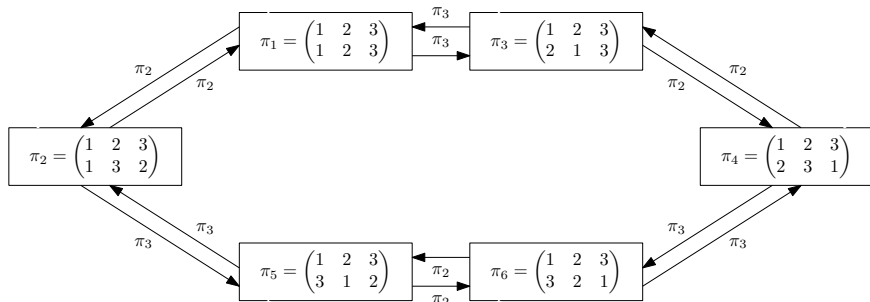 π₃
π₁ = (1 2 3
1 2 3)
π₃
π₃ = (1 2 3
2 1 3)
π₂
π₂
π₂
π₂
π₂ = (1 2 3
1 3 2)
π₄ = (1 2 3
2 3 1)
π₃
π₃
π₃
π₃
π₅ = (1 2 3
3 1 2)
π₂
π₆ = (1 2 3
3 2 1)